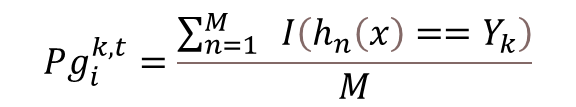 Pg_i^{k,t} = \frac{\sum_{n=1}^{M} I(h_n(x) == Y_k)}{M}